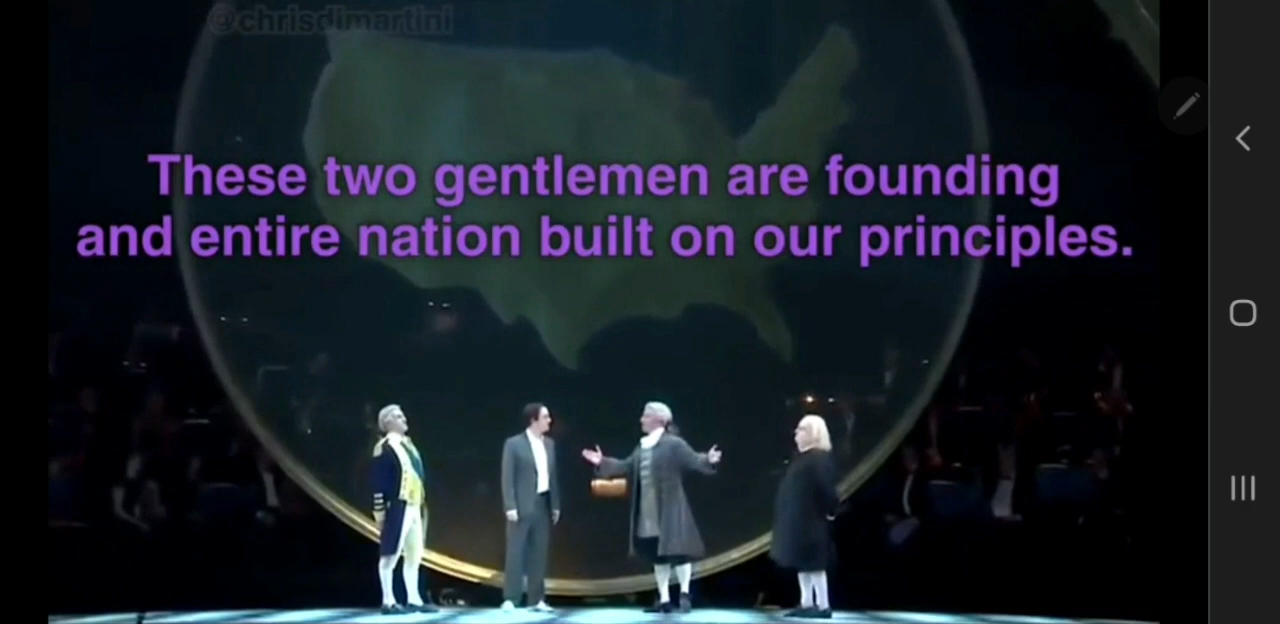 @chrisdimartini
These two gentlemen are founding
and entire nation built on our principles.